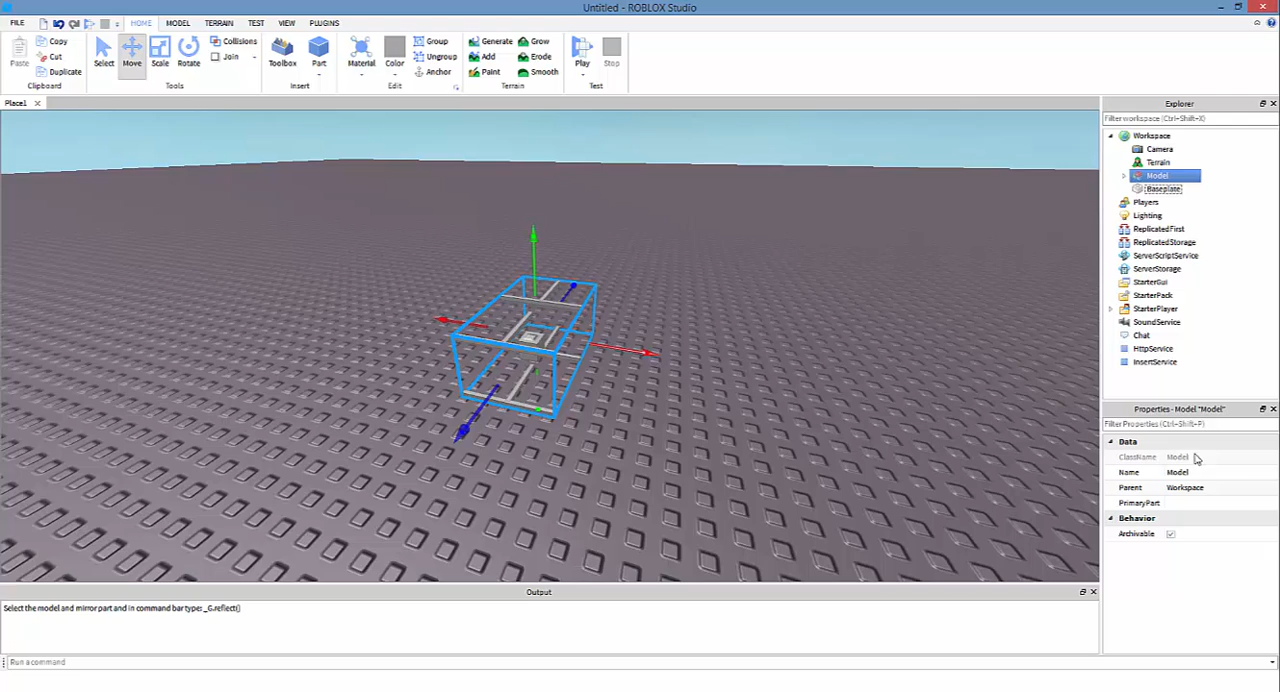 Untitled - ROBLOX Studio
FILE HOME MODEL TERRAIN TEST VIEW PLUGINS
Paste
Copy
Cut
Duplicate
Clipboard
Select
Move
Scale
Rotate
Collisions
Join
Tools
Toolbox
Part
Insert
Material
Color
Group
Ungroup
Anchor
Edit
Generate
Add
Paint
Grow
Erode
Smooth
Terrain
Play
Stop
Test
Place1
Explorer
Filter workspace (Ctrl+Shift+X)
Workspace
Camera
Terrain
Model
Baseplate
Players
Lighting
ReplicatedFirst
ReplicatedStorage
ServerScriptService
ServerStorage
StarterGui
StarterPack
StarterPlayer
SoundService
Chat
HttpService
InsertService
Properties - Model "Model"
Filter Properties (Ctrl+Shift+P)
Data
ClassName Model
Name Model
Parent Workspace
PrimaryPart
Behavior
Archivable
Output
Select the model and mirror part and in command bar type: _G.reflect()
Run a command